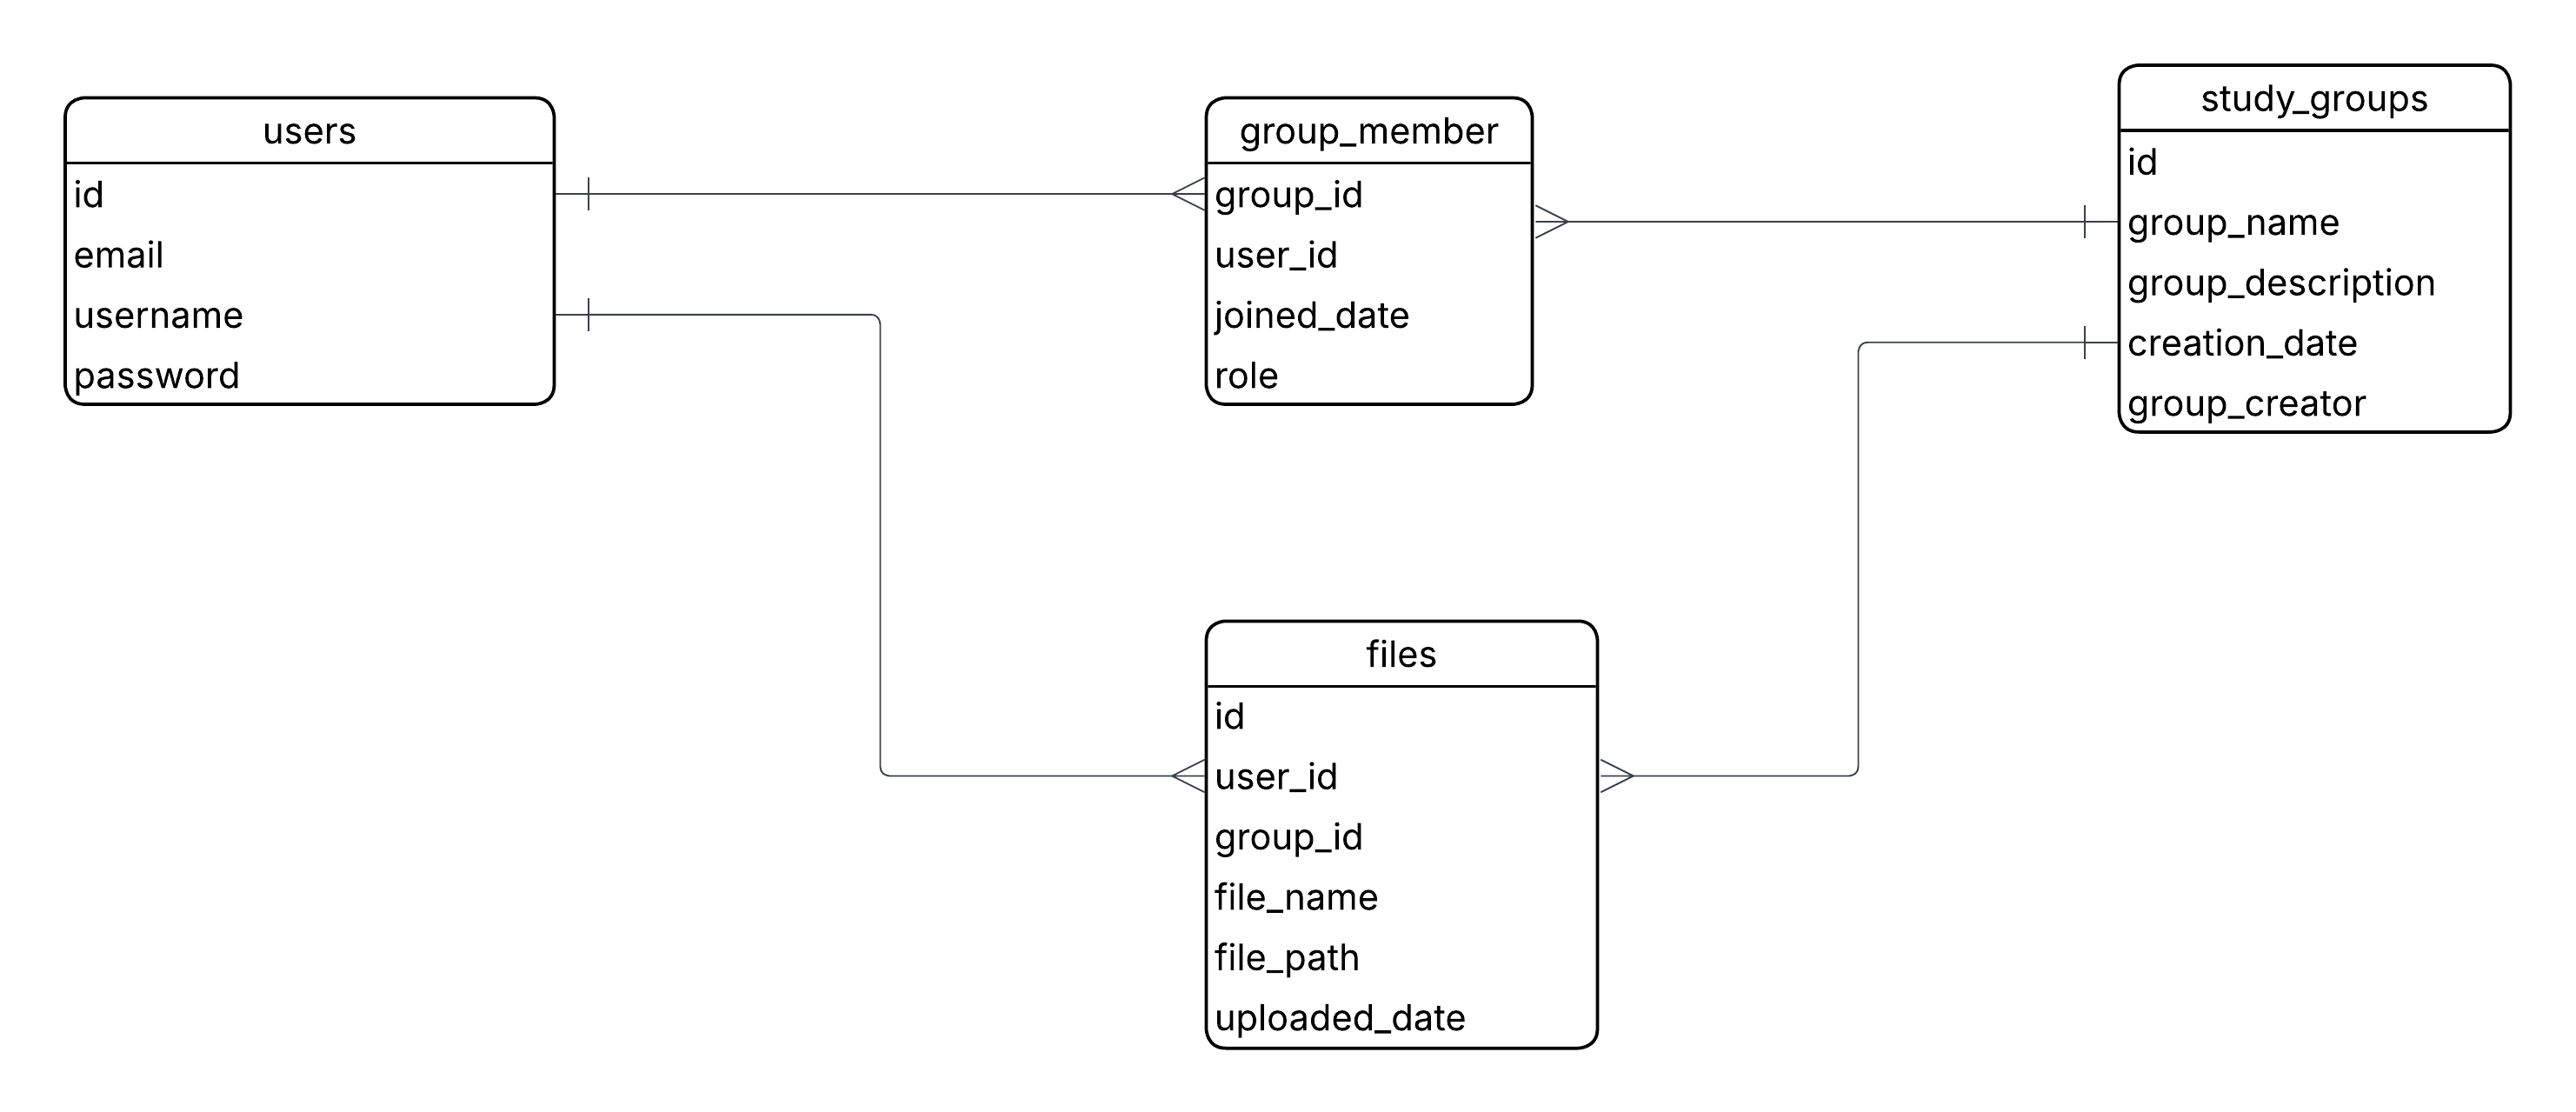 users
id
email
username
password
group_member
group_id
user_id
joined_date
role
study_groups
id
group_name
group_description
creation_date
group_creator
files
id
user_id
group_id
file_name
file_path
uploaded_date